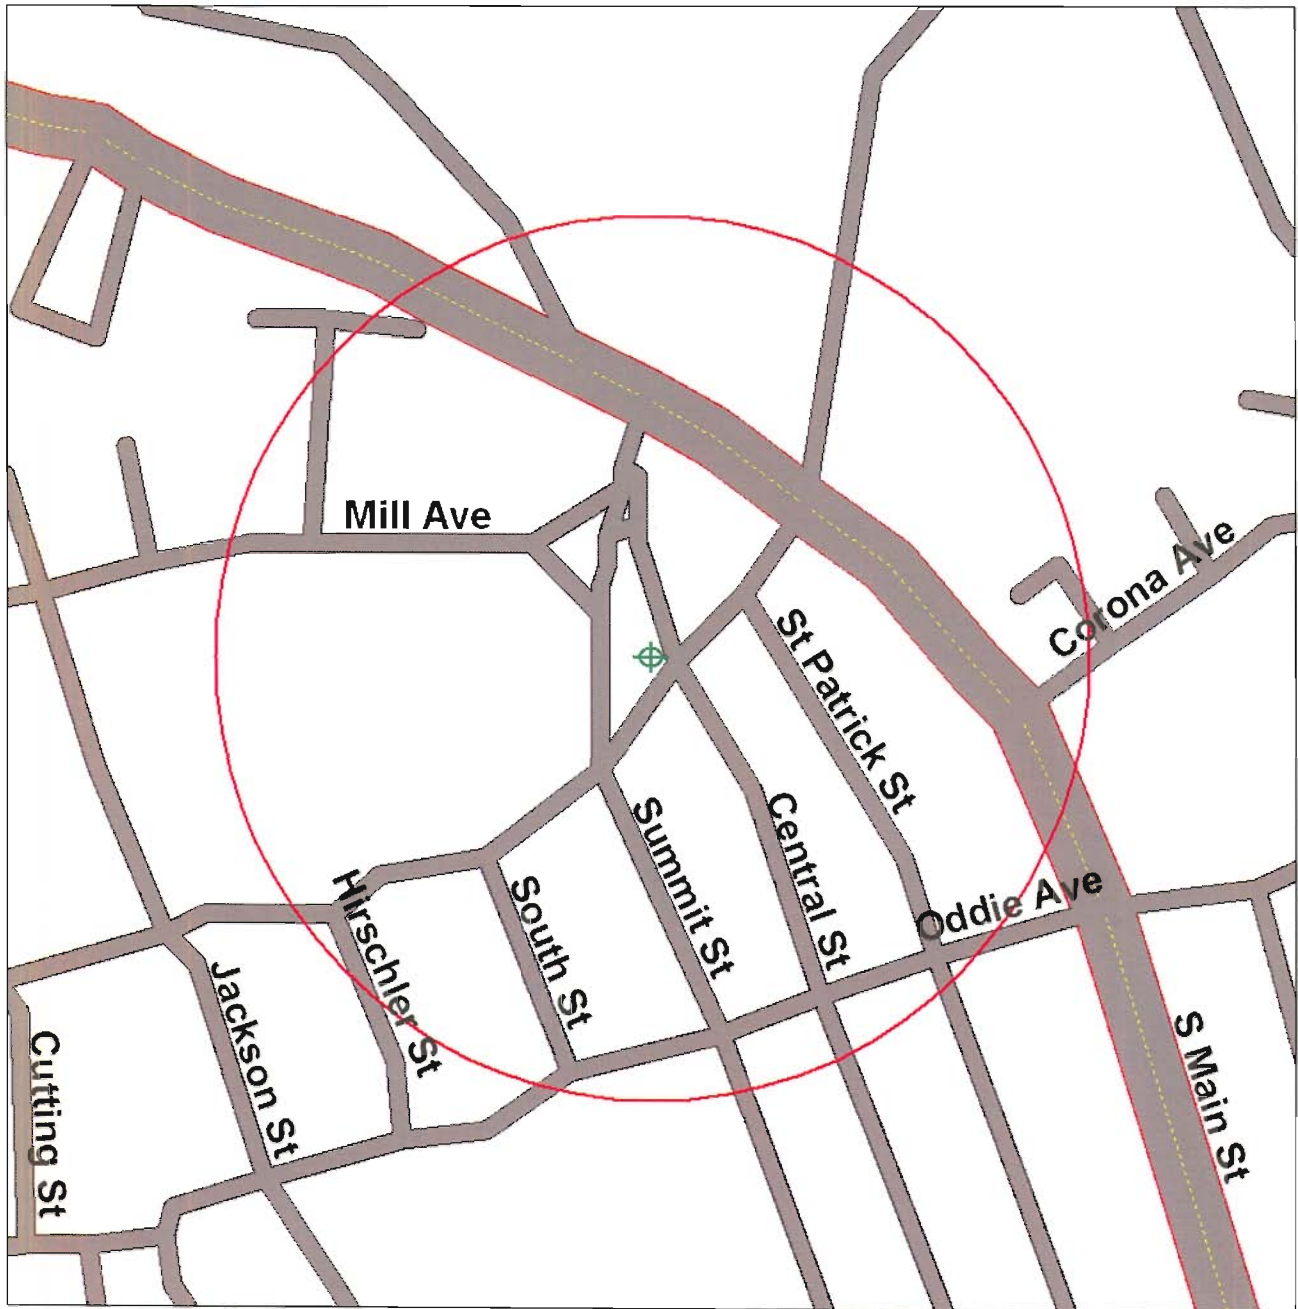 Mill Ave
Corona Ave
St Patrick St
Central St
Summit St
Oddie Ave
Hirschler St
South St
Jackson St
Cutting St
S Main St